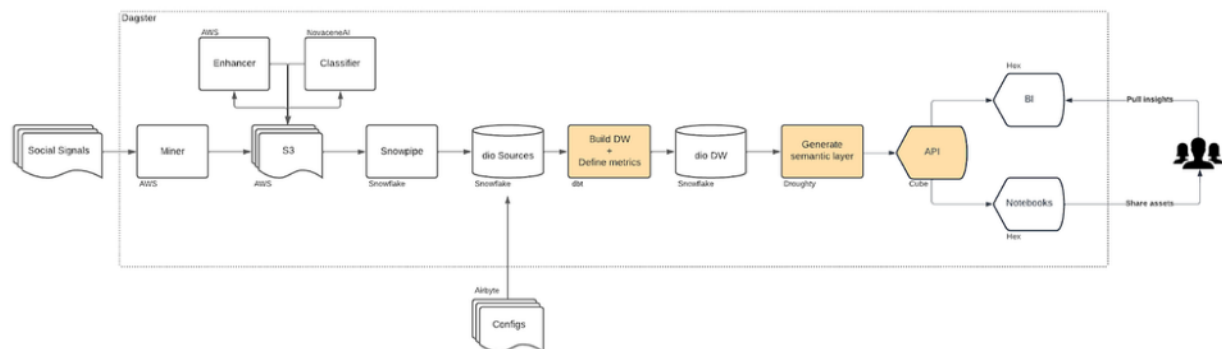 Dagster
AWS
Enhancer
NovaceneAI
Classifier
Social Signals
Miner
AWS
S3
AWS
Snowpipe
Snowflake
dio Sources
Snowflake
Build DW
+
Define metrics
dbt
dio DW
Snowflake
Generate
semantic layer
Droughty
API
Cube
Hex
BI
Notebooks
Hex
Pull insights
Share assets
Airbyte
Configs